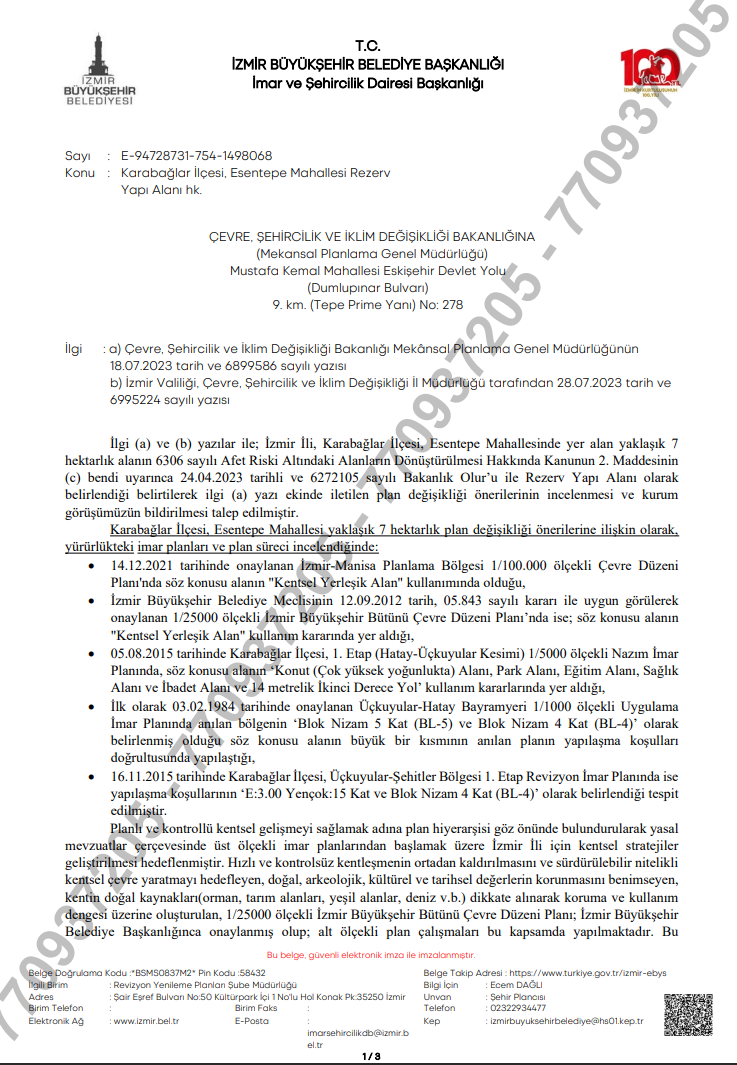 T.C.
İZMİR BÜYÜKŞEHİR BELEDİYE BAŞKANLIĞI
İmar ve Şehircilik Dairesi Başkanlığı
İZMİR
BÜYÜKŞEHİR
BELEDİYESİ
100
İZMİR'İN KURTULUŞUNUN
100.YILI
Sayı : E-94728731-754-1498068
Konu : Karabağlar İlçesi, Esentepe Mahallesi Rezerv
Yapı Alanı hk.
ÇEVRE, ŞEHİRCİLİK VE İKLİM DEĞİŞİKLİĞİ BAKANLIĞINA
(Mekansal Planlama Genel Müdürlüğü)
Mustafa Kemal Mahallesi Eskişehir Devlet Yolu
(Dumlupınar Bulvarı)
9. km. (Tepe Prime Yanı) No: 278
İlgi : a) Çevre, Şehircilik ve İklim Değişikliği Bakanlığı Mekânsal Planlama Genel Müdürlüğünün
18.07.2023 tarih ve 6899586 sayılı yazısı
b) İzmir Valiliği, Çevre, Şehircilik ve İklim Değişikliği İl Müdürlüğü tarafından 28.07.2023 tarih ve
6995224 sayılı yazısı
İlgi (a) ve (b) yazılar ile; İzmir İli, Karabağlar İlçesi, Esentepe Mahallesinde yer alan yaklaşık 7
hektarlık alanın 6306 sayılı Afet Riski Altındaki Alanların Dönüştürülmesi Hakkında Kanunun 2. Maddesinin
(c) bendi uyarınca 24.04.2023 tarihli ve 6272105 sayılı Bakanlık Olur’u ile Rezerv Yapı Alanı olarak
belirlendiği belirtilerek ilgi (a) yazı ekinde iletilen plan değişikliği önerilerinin incelenmesi ve kurum
görüşümüzün bildirilmesi talep edilmiştir.
Karabağlar İlçesi, Esentepe Mahallesi yaklaşık 7 hektarlık plan değişikliği önerilerine ilişkin olarak,
yürürlükteki imar planları ve plan süreci incelendiğinde:
• 14.12.2021 tarihinde onaylanan İzmir-Manisa Planlama Bölgesi 1/100.000 ölçekli Çevre Düzeni
Planı'nda söz konusu alanın "Kentsel Yerleşik Alan" kullanımında olduğu,
• İzmir Büyükşehir Belediye Meclisinin 12.09.2012 tarih, 05.843 sayılı kararı ile uygun görülerek
onaylanan 1/25000 ölçekli İzmir Büyükşehir Bütünü Çevre Düzeni Planı’nda ise; söz konusu alanın
"Kentsel Yerleşik Alan" kullanım kararında yer aldığı,
• 05.08.2015 tarihinde Karabağlar İlçesi, 1. Etap (Hatay-Üçkuyular Kesimi) 1/5000 ölçekli Nazım İmar
Planında, söz konusu alanın ‘Konut (Çok yüksek yoğunlukta) Alanı, Park Alanı, Eğitim Alanı, Sağlık
Alanı ve İbadet Alanı ve 14 metrelik İkinci Derece Yol’ kullanım kararlarında yer aldığı,
• İlk olarak 03.02.1984 tarihinde onaylanan Üçkuyular-Hatay Bayramyeri 1/1000 ölçekli Uygulama
İmar Planında anılan bölgenin ‘Blok Nizam 5 Kat (BL-5) ve Blok Nizam 4 Kat (BL-4)’ olarak
belirlenmiş olduğu söz konusu alanın büyük bir kısmının anılan planın yapılaşma koşulları
doğrultusunda yapılaştığı,
• 16.11.2015 tarihinde Karabağlar İlçesi, Üçkuyular-Şehitler Bölgesi 1. Etap Revizyon İmar Planında ise
yapılaşma koşullarının ‘E:3.00 Yençok:15 Kat ve Blok Nizam 4 Kat (BL-4)’ olarak belirlendiği tespit
edilmiştir.
Planlı ve kontrollü kentsel gelişmeyi sağlamak adına plan hiyerarşisi göz önünde bulundurularak yasal
mevzuatlar çerçevesinde üst ölçekli imar planlarından başlamak üzere İzmir İli için kentsel stratejiler
geliştirilmesi hedeflenmiştir. Hızlı ve kontrolsüz kentleşmenin ortadan kaldırılmasını ve sürdürülebilir nitelikli
kentsel çevre yaratmayı hedefleyen, doğal, arkeolojik, kültürel ve tarihsel değerlerin korunmasını benimseyen,
kentin doğal kaynakları(orman, tarım alanları, yeşil alanlar, deniz v.b.) dikkate alınarak koruma ve kullanım
dengesi üzerine oluşturulan, 1/25000 ölçekli İzmir Büyükşehir Bütünü Çevre Düzeni Planı; İzmir Büyükşehir
Belediye Başkanlığınca onaylanmış olup; alt ölçekli plan çalışmaları bu kapsamda yapılmaktadır. Bu
Bu belge, güvenli elektronik imza ile imzalanmıştır.
Belge Doğrulama Kodu :*BSMS0837M2* Pin Kodu :58432 Belge Takip Adresi : https://www.turkiye.gov.tr/izmir-ebys
İlgili Birim : Revizyon Yenileme Planları Şube Müdürlüğü Bilgi İçin : Ecem DAĞLI
Adres : Şair Eşref Bulvarı No:50 Kültürpark İçi 1 No'lu Hol Konak Pk:35250 İzmir Unvan : Şehir Plancısı
Birim Telefon : Birim Faks : Telefon : 02322934477
Elektronik Ağ : www.izmir.bel.tr E-Posta : Kep : izmirbuyuksehirbelediye@hs01.kep.tr
imarsehircilikdb@izmir.b
el.tr
1 / 3
770937205 - 770937205 - 770937205 - 770937205